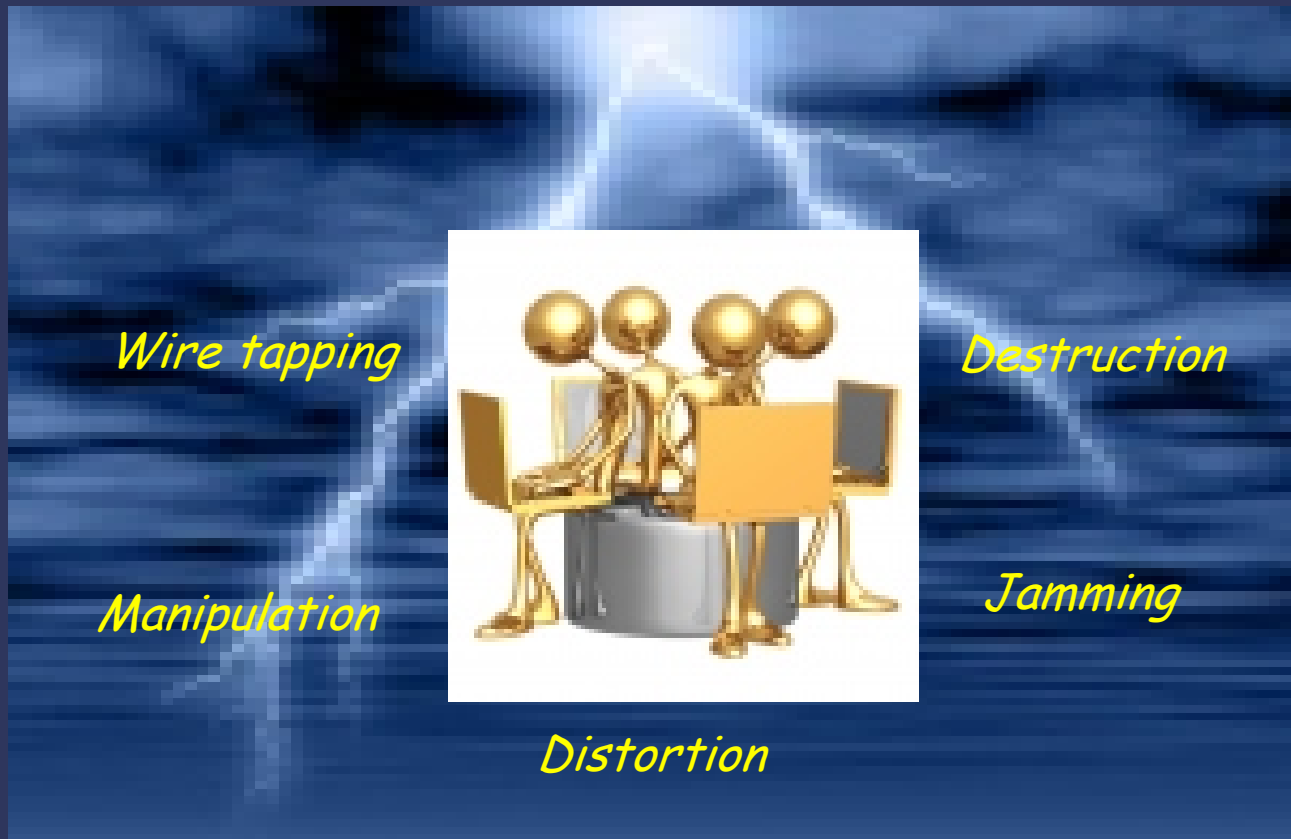 Wire tapping
Destruction
Manipulation
Jamming
Distortion